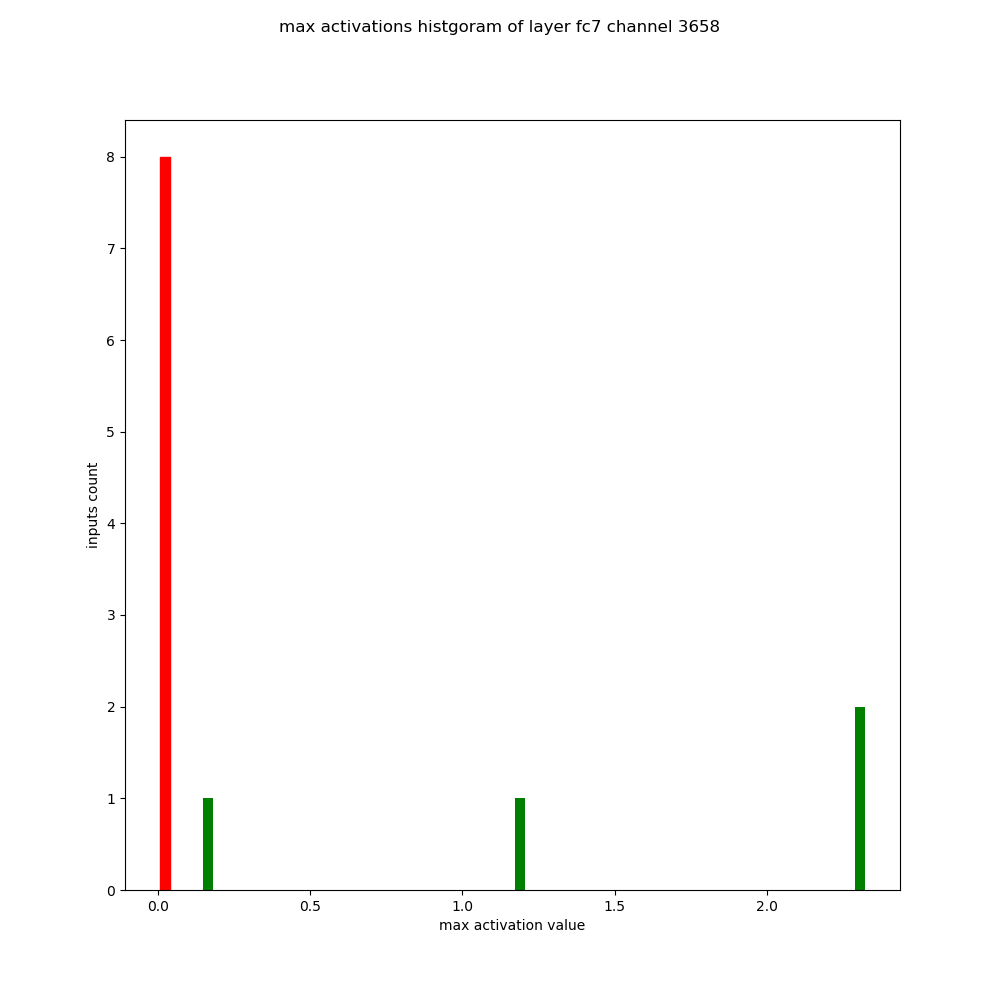 max activations histgoram of layer fc7 channel 3658
8
7
6
5
4
3
2
1
0
inputs count
0.0 0.5 1.0 1.5 2.0
max activation value